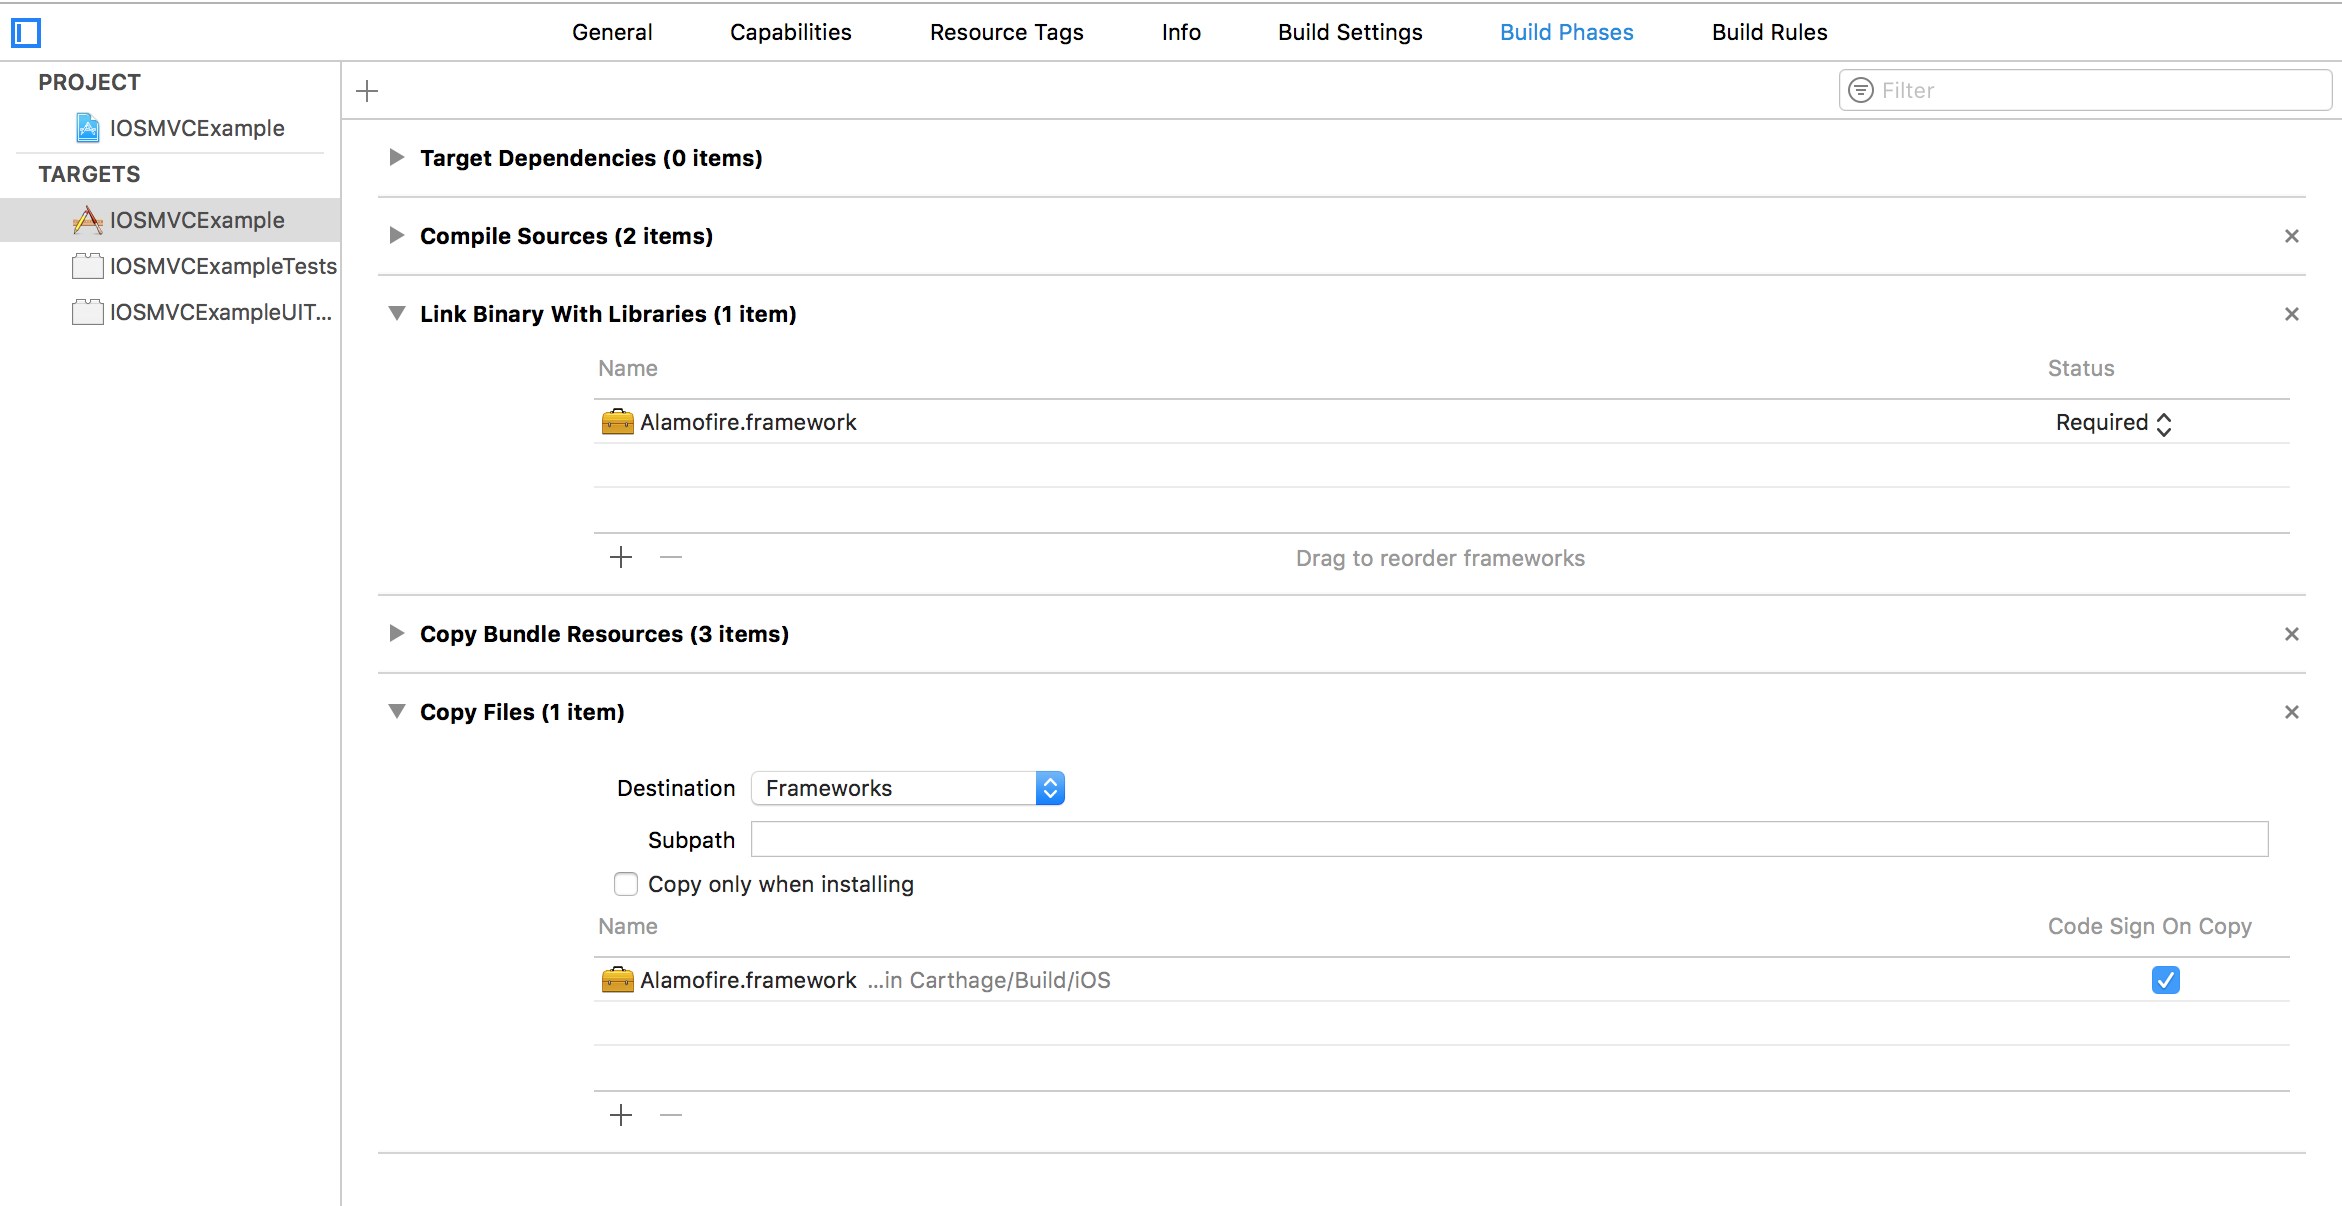 General Capabilities Resource Tags Info Build Settings Build Phases Build Rules
PROJECT
IOSMVCExample
TARGETS
IOSMVCExample
IOSMVCExampleTests
IOSMVCExampleUIT...
Filter
Target Dependencies (0 items)
Compile Sources (2 items)
Link Binary With Libraries (1 item)
Name Status
Alamofire.framework Required
Drag to reorder frameworks
Copy Bundle Resources (3 items)
Copy Files (1 item)
Destination Frameworks
Subpath
Copy only when installing
Name Code Sign On Copy
Alamofire.framework ...in Carthage/Build/iOS